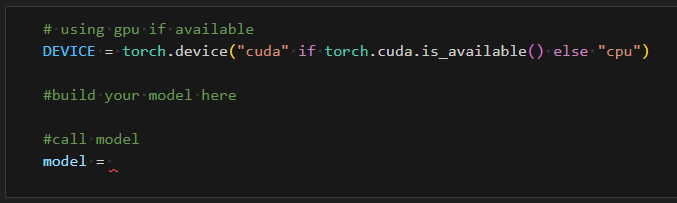 # using gpu if available
DEVICE = torch.device("cuda" if torch.cuda.is_available() else "cpu")
#build your model here
#call model
model =